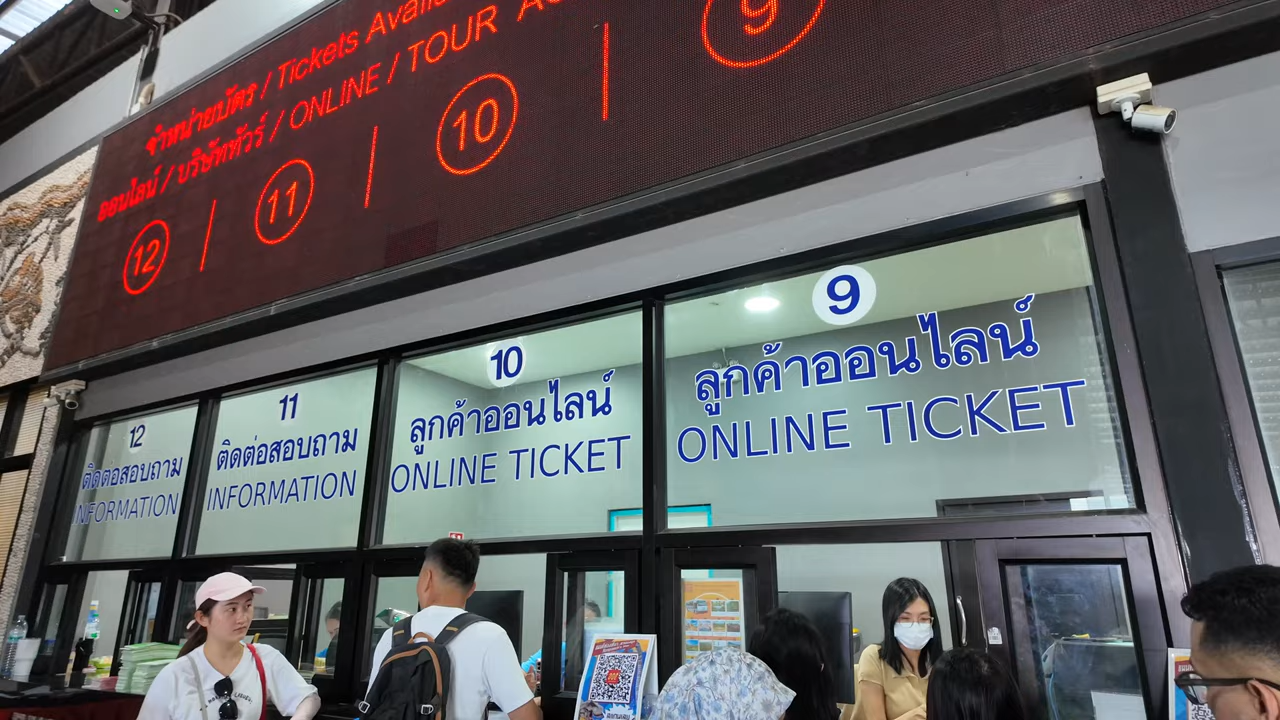 จำหน่ายบัตร / Tickets
ออนไลน์ / บริษัททัวร์ / ONLINE / TOUR
12 | 11 | 10 | 9
9
ลูกค้าออนไลน์
ONLINE TICKET
10
ลูกค้าออนไลน์
ONLINE TICKET
11
ติดต่อสอบถาม
INFORMATION
12
ติดต่อสอบถาม
INFORMATION